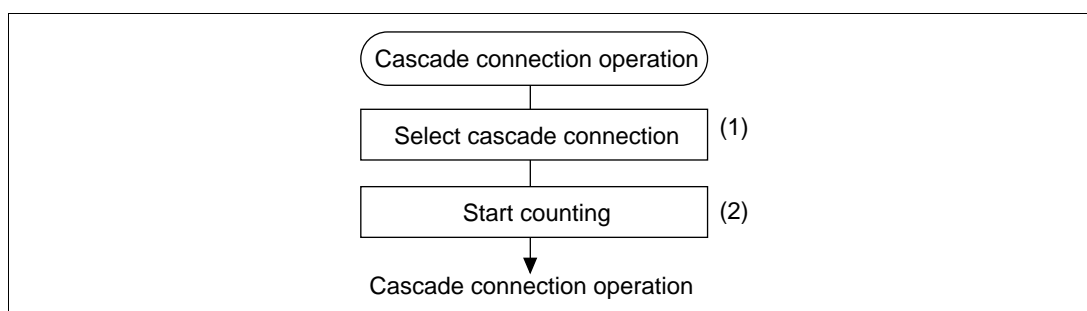 Cascade connection operation
Select cascade connection (1)
Start counting (2)
Cascade connection operation